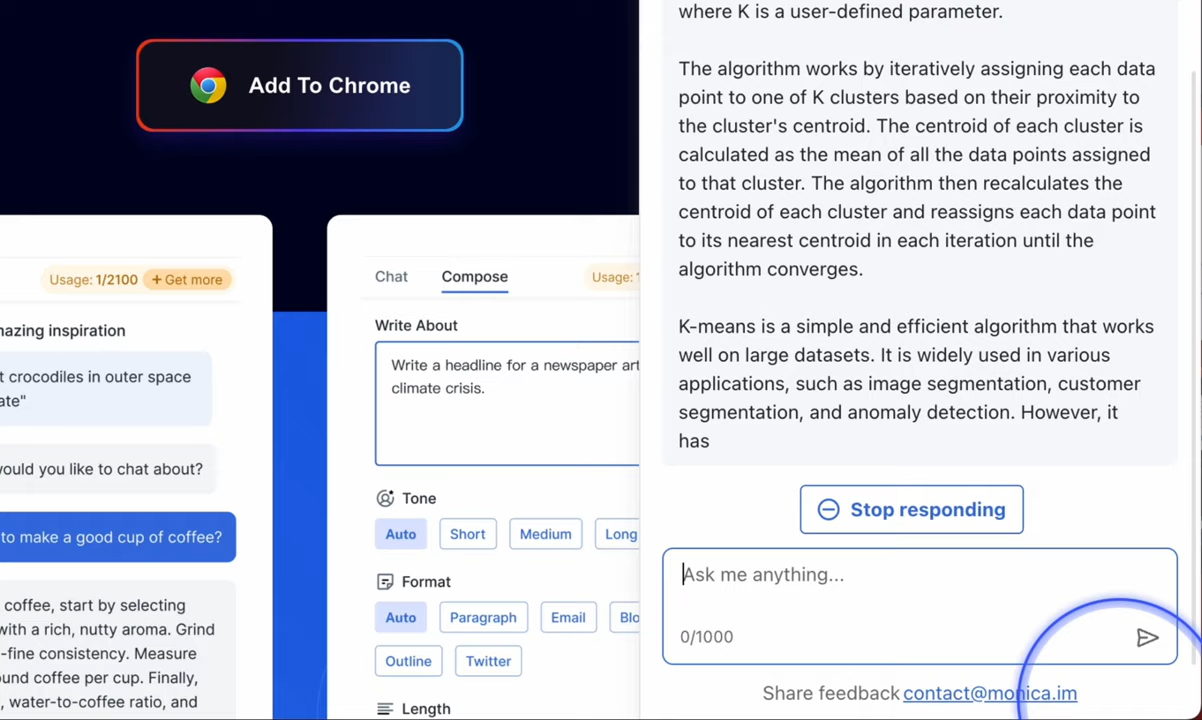 Add To Chrome
Usage: 1/2100 + Get more
mazing inspiration
t crocodiles in outer space
ate"
would you like to chat about?
to make a good cup of coffee?
coffee, start by selecting
with a rich, nutty aroma. Grind
-fine consistency. Measure
ound coffee per cup. Finally,
, water-to-coffee ratio, and
Chat Compose Usage:
Write About
Write a headline for a newspaper art
climate crisis.
Tone
Auto Short Medium Long
Format
Auto Paragraph Email Blo
Outline Twitter
Length
where K is a user-defined parameter.
The algorithm works by iteratively assigning each data
point to one of K clusters based on their proximity to
the cluster's centroid. The centroid of each cluster is
calculated as the mean of all the data points assigned
to that cluster. The algorithm then recalculates the
centroid of each cluster and reassigns each data point
to its nearest centroid in each iteration until the
algorithm converges.
K-means is a simple and efficient algorithm that works
well on large datasets. It is widely used in various
applications, such as image segmentation, customer
segmentation, and anomaly detection. However, it
has
Stop responding
Ask me anything...
0/1000
Share feedback contact@monica.im